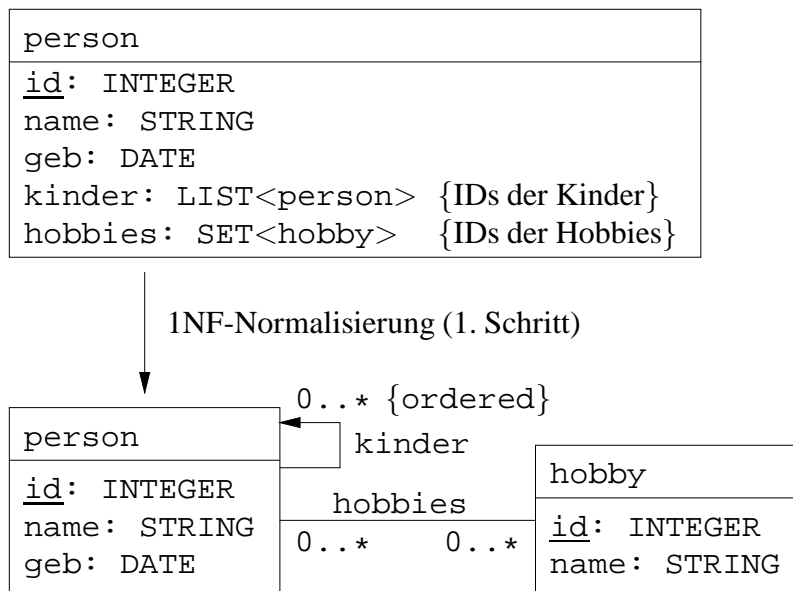 person
id: INTEGER
name: STRING
geb: DATE
kinder: LIST<person> {IDs der Kinder}
hobbies: SET<hobby> {IDs der Hobbies}
1NF-Normalisierung (1. Schritt)
0..* {ordered}
kinder
person
id: INTEGER
name: STRING
geb: DATE
hobbies
0..* 0..*
hobby
id: INTEGER
name: STRING